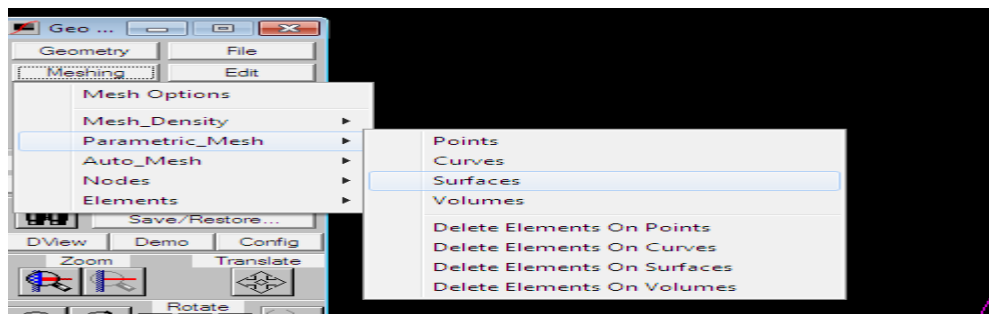 Geo ...
Geometry File
Meshing Edit
Mesh Options
Mesh_Density
Parametric_Mesh
Auto_Mesh
Nodes
Elements
Points
Curves
Surfaces
Volumes
Delete Elements On Points
Delete Elements On Curves
Delete Elements On Surfaces
Delete Elements On Volumes
Save/Restore...
DView Demo Config
Zoom Translate
Rotate